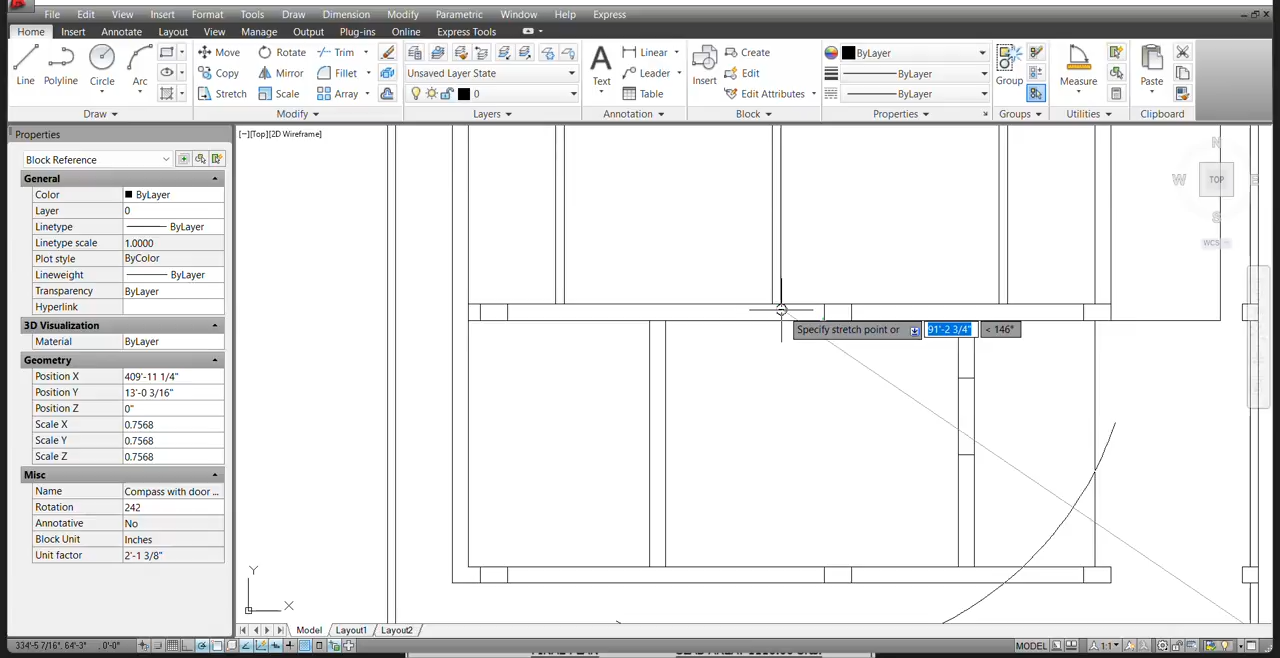 File Edit View Insert Format Tools Draw Dimension Modify Parametric Window Help Express
Home Insert Annotate Layout View Manage Output Plug-ins Online Express Tools
Line Polyline Circle Arc
Move Rotate Trim
Copy Mirror Fillet
Stretch Scale Array
Unsaved Layer State
0
Text
Linear
Leader
Table
Insert
Create
Edit
Edit Attributes
ByLayer
ByLayer
ByLayer
Group
Measure
Paste
Draw Modify Layers Annotation Block Properties Groups Utilities Clipboard
Properties
Block Reference
General
Color ByLayer
Layer 0
Linetype ByLayer
Linetype scale 1.0000
Plot style ByColor
Lineweight ByLayer
Transparency ByLayer
Hyperlink
3D Visualization
Material ByLayer
Geometry
Position X 409'-11 1/4"
Position Y 13'-0 3/16"
Position Z 0"
Scale X 0.7568
Scale Y 0.7568
Scale Z 0.7568
Misc
Name Compass with door ...
Rotation 242
Annotative No
Block Unit Inches
Unit factor 2'-1 3/8"
[−][Top][2D Wireframe]
N
W TOP E
S
WCS
Specify stretch point or 91'-2 3/4" < 146°
Y
X
Model Layout1 Layout2
334'-5 7/16", 64'-3" , 0'-0"
MODEL 1:1